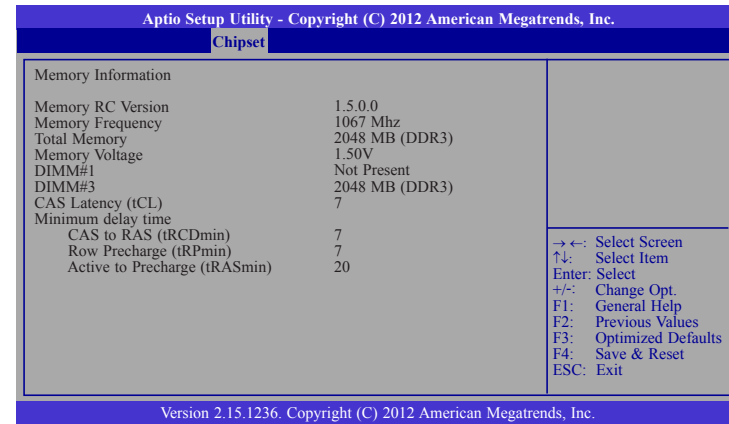 Aptio Setup Utility - Copyright (C) 2012 American Megatrends, Inc.
Chipset
Memory Information
Memory RC Version 1.5.0.0
Memory Frequency 1067 Mhz
Total Memory 2048 MB (DDR3)
Memory Voltage 1.50V
DIMM#1 Not Present
DIMM#3 2048 MB (DDR3)
CAS Latency (tCL) 7
Minimum delay time
CAS to RAS (tRCDmin) 7
Row Precharge (tRPmin) 7
Active to Precharge (tRASmin) 20
→←: Select Screen
↑↓: Select Item
Enter: Select
+/-: Change Opt.
F1: General Help
F2: Previous Values
F3: Optimized Defaults
F4: Save & Reset
ESC: Exit
Version 2.15.1236. Copyright (C) 2012 American Megatrends, Inc.